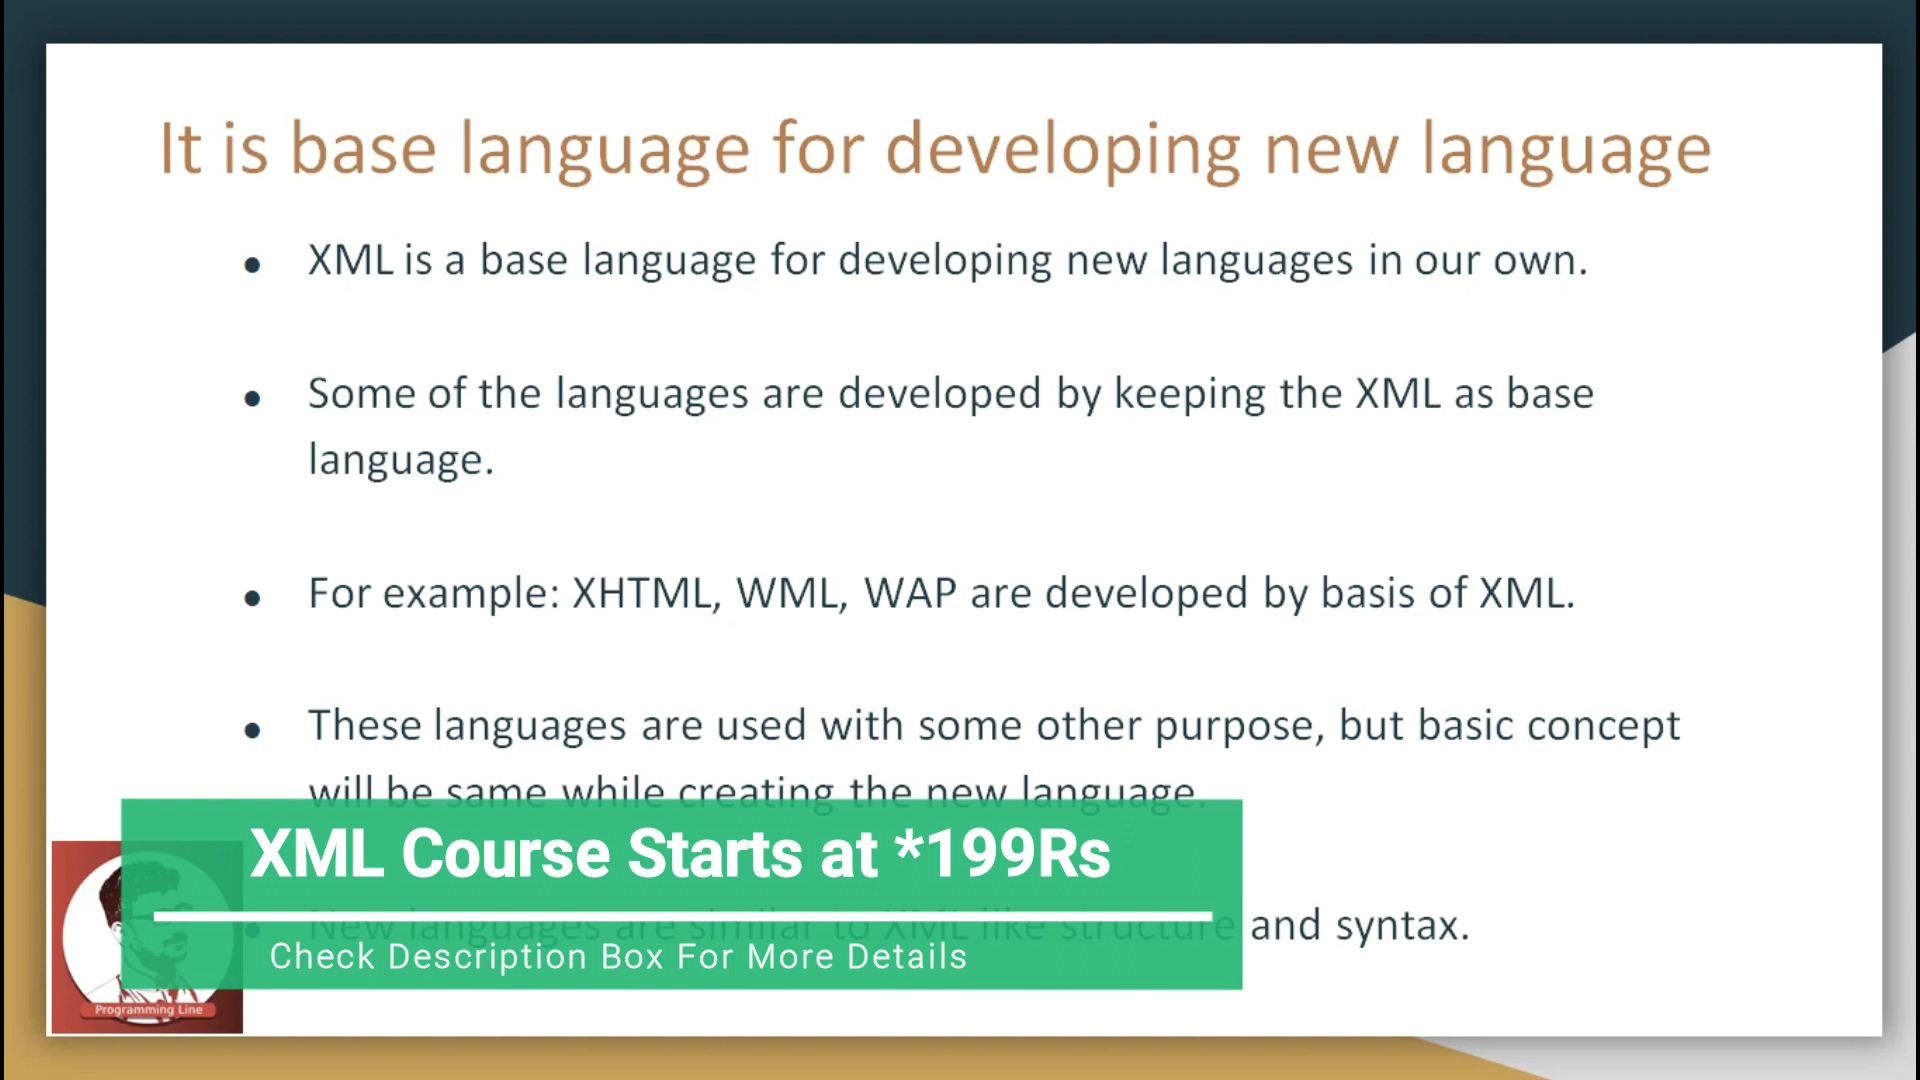 It is base language for developing new language
● XML is a base language for developing new languages in our own.
● Some of the languages are developed by keeping the XML as base
language.
● For example: XHTML, WML, WAP are developed by basis of XML.
● These languages are used with some other purpose, but basic concept
will be same while creating the new language.
XML Course Starts at *199Rs
New languages are similar to XML like structure and syntax.
Check Description Box For More Details
Programming Line